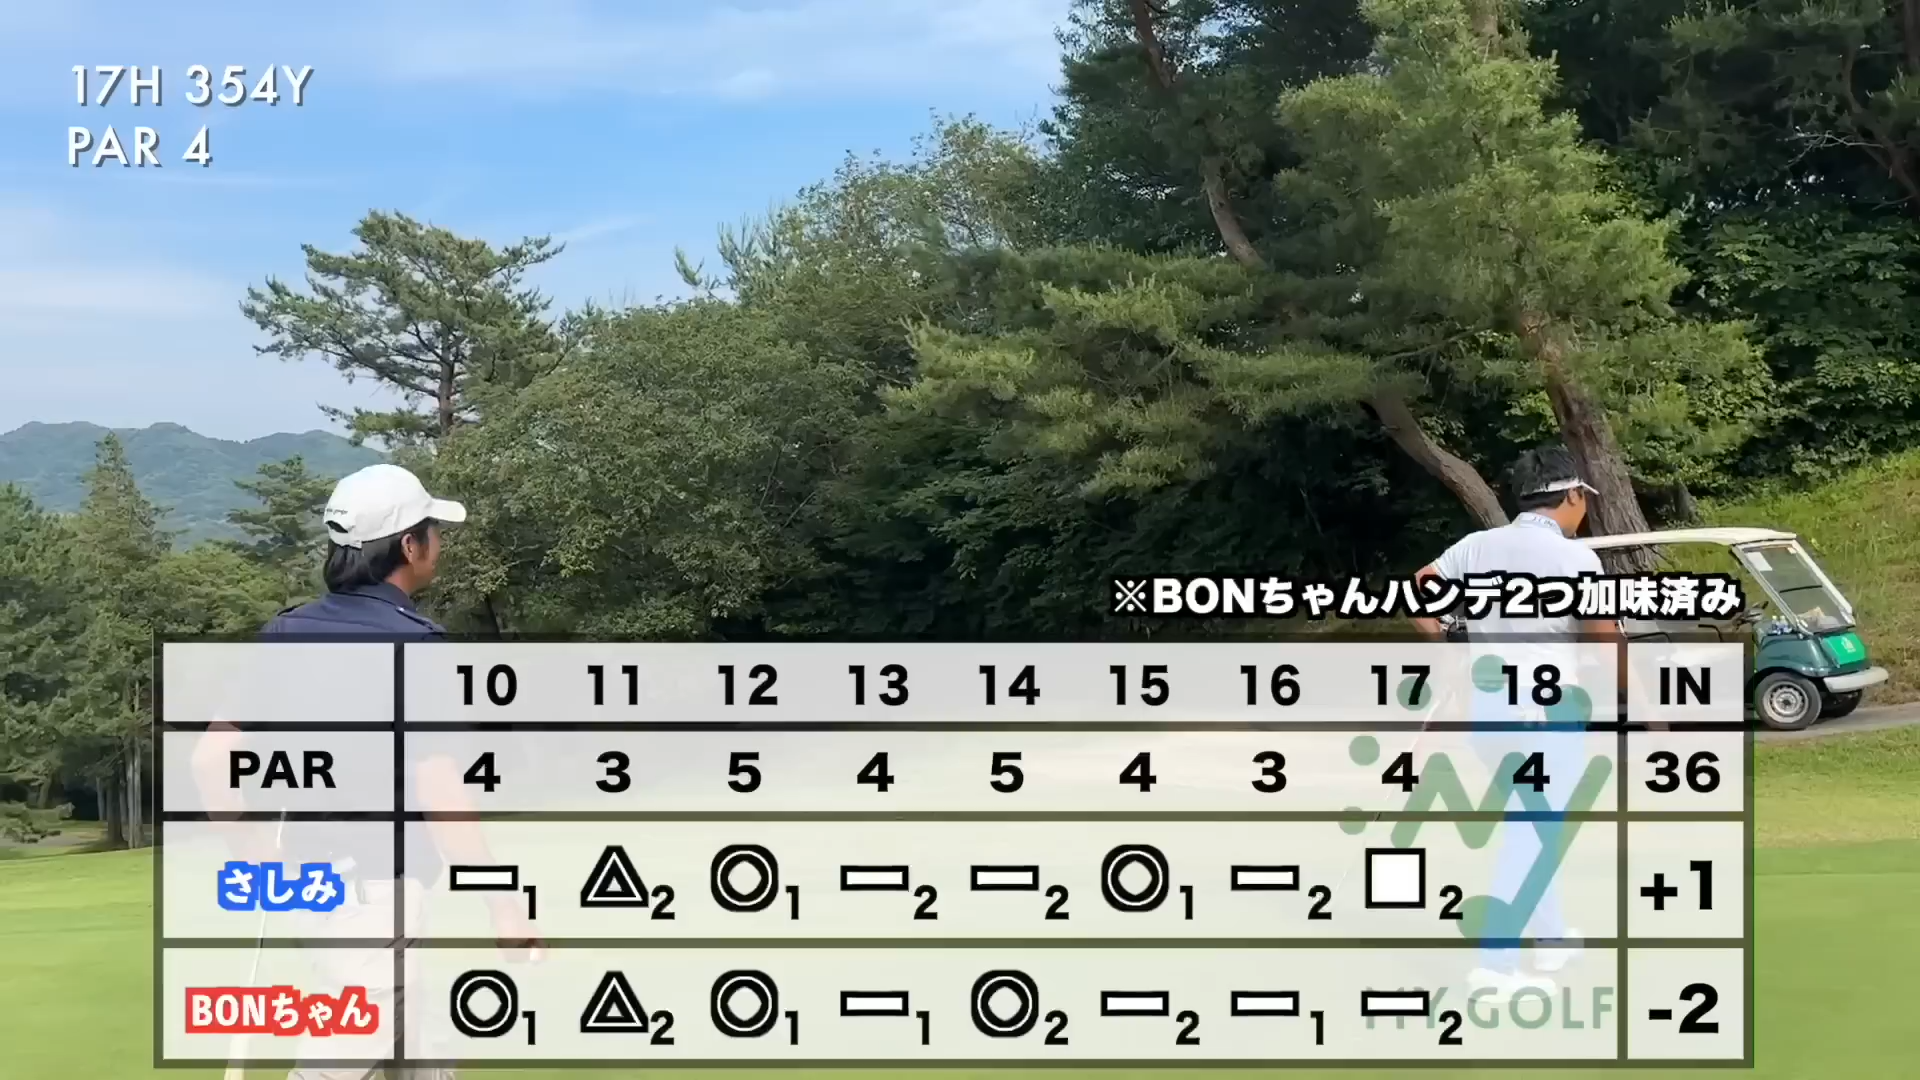 17H 354Y
PAR 4
※BONちゃんハンデ2つ加味済み
10 11 12 13 14 15 16 17 18 IN
PAR 4 3 5 4 5 4 3 4 4 36
さしみ 1 2 1 2 2 1 2 2 +1
BONちゃん 1 2 1 1 2 2 1 2 -2
MY
MY GOLF